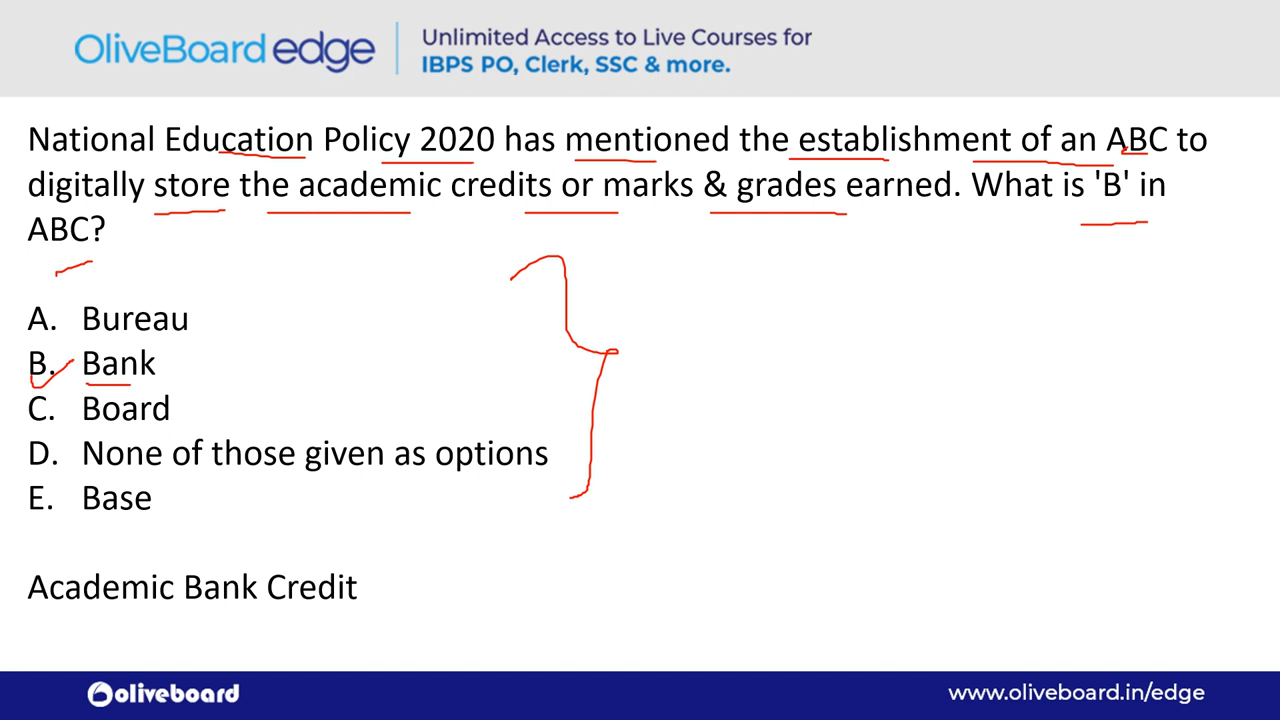 OliveBoard edge
Unlimited Access to Live Courses for
IBPS PO, Clerk, SSC & more.
National Education Policy 2020 has mentioned the establishment of an ABC to
digitally store the academic credits or marks & grades earned. What is 'B' in
ABC?
A. Bureau
B. Bank
C. Board
D. None of those given as options
E. Base
Academic Bank Credit
oliveboard
www.oliveboard.in/edge